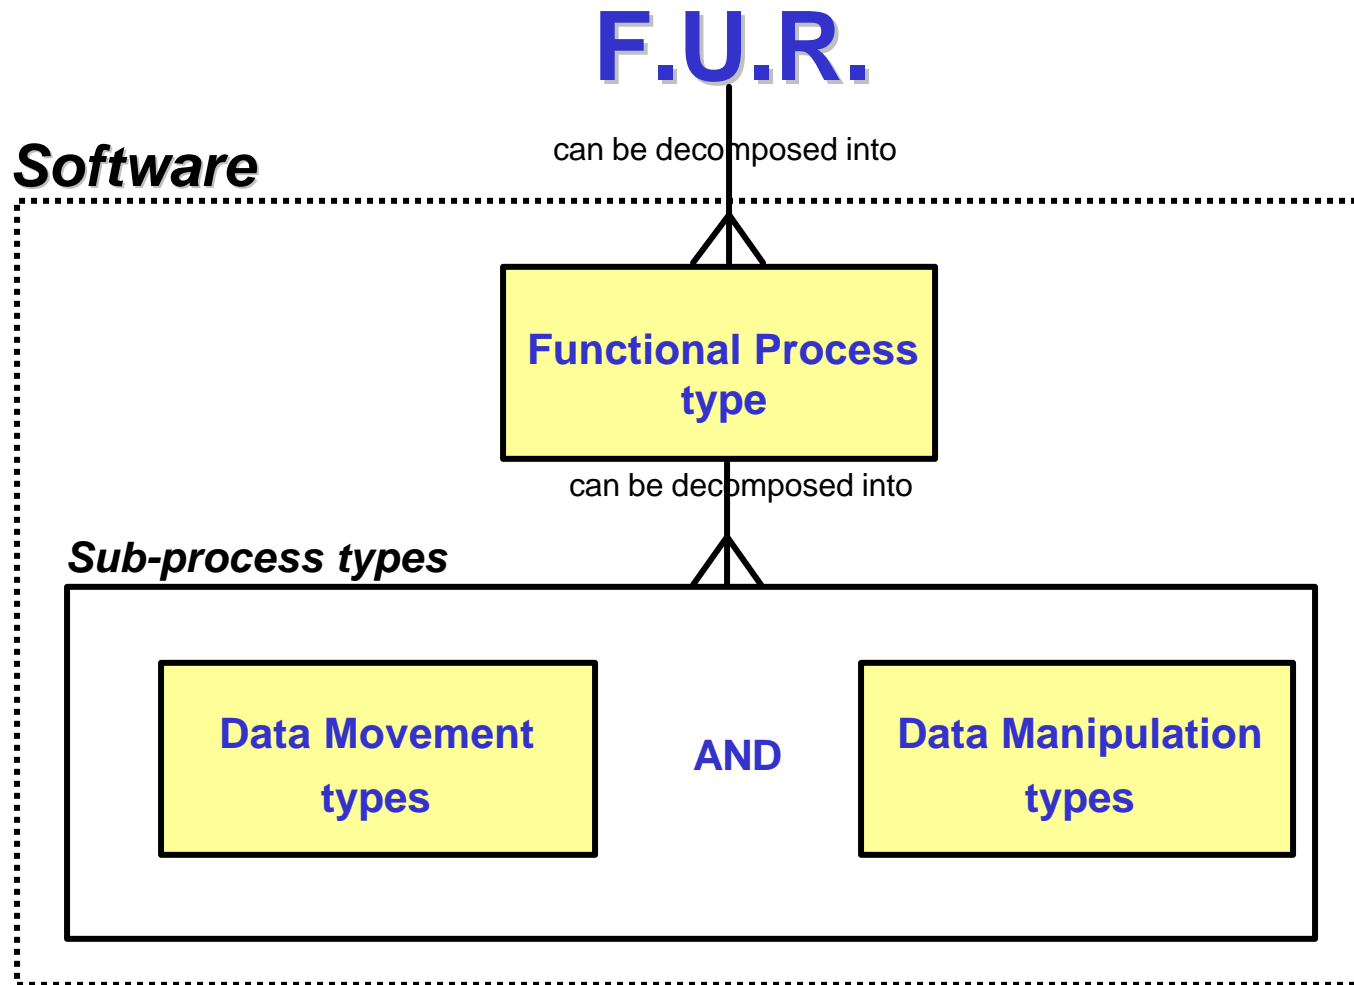 F.U.R.
can be decomposed into
Software
Functional Process
type
can be decomposed into
Sub-process types
Data Movement
types
AND
Data Manipulation
types